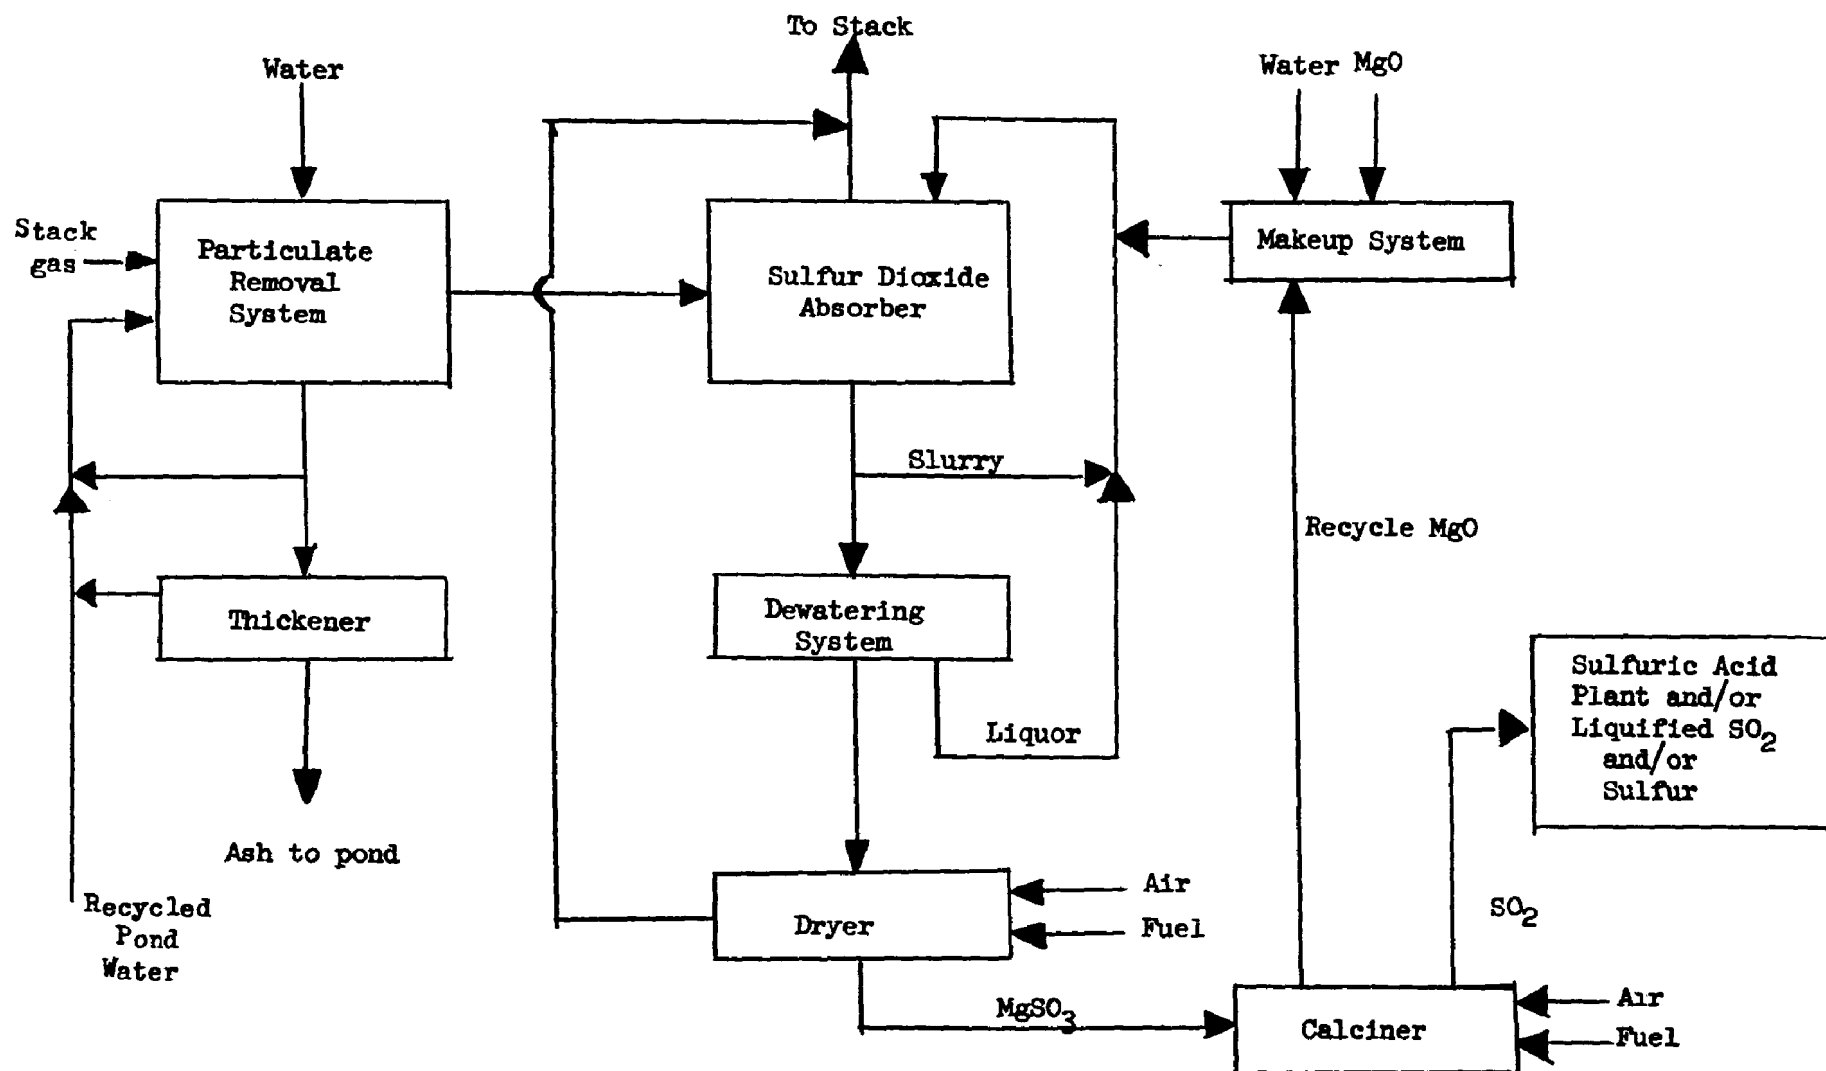 To Stack
Water
Water MgO
Stack
gas
Particulate
Removal
System
Sulfur Dioxide
Absorber
Makeup System
Slurry
Recycle MgO
Thickener
Dewatering
System
Liquor
Sulfuric Acid
Plant and/or
Liquified SO2
and/or
Sulfur
Ash to pond
Recycled
Pond
Water
Dryer
Air
Fuel
SO2
MgSO3
Calciner
Air
Fuel